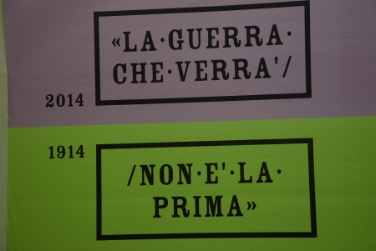 «LA·GUERRA·
CHE·VERRA'/
2014
1914
/NON·E'·LA·
PRIMA»